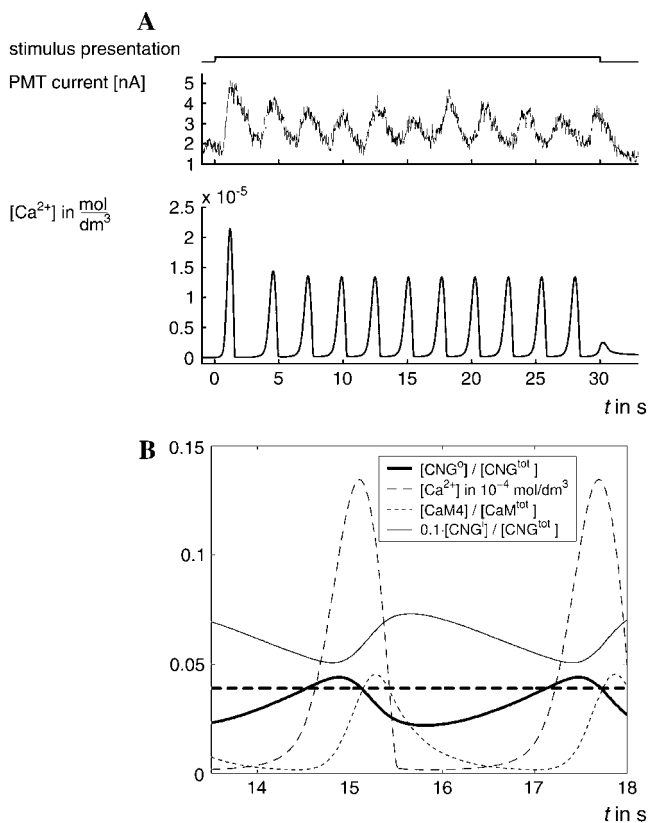 A
stimulus presentation
PMT current [nA]
5
4
3
2
1
[Ca²⁺] in mol/dm³
x 10⁻⁵
2.5
2
1.5
1
0.5
0
0 5 10 15 20 25 30
t in s
B
0.15
0.1
0.05
0
[CNGᵒ] / [CNGᵗᵒᵗ]
[Ca²⁺] in 10⁻⁴ mol/dm³
[CaM4] / [CaMᵗᵒᵗ]
0.1·[CNGⁱ] / [CNGᵗᵒᵗ]
14 15 16 17 18
t in s